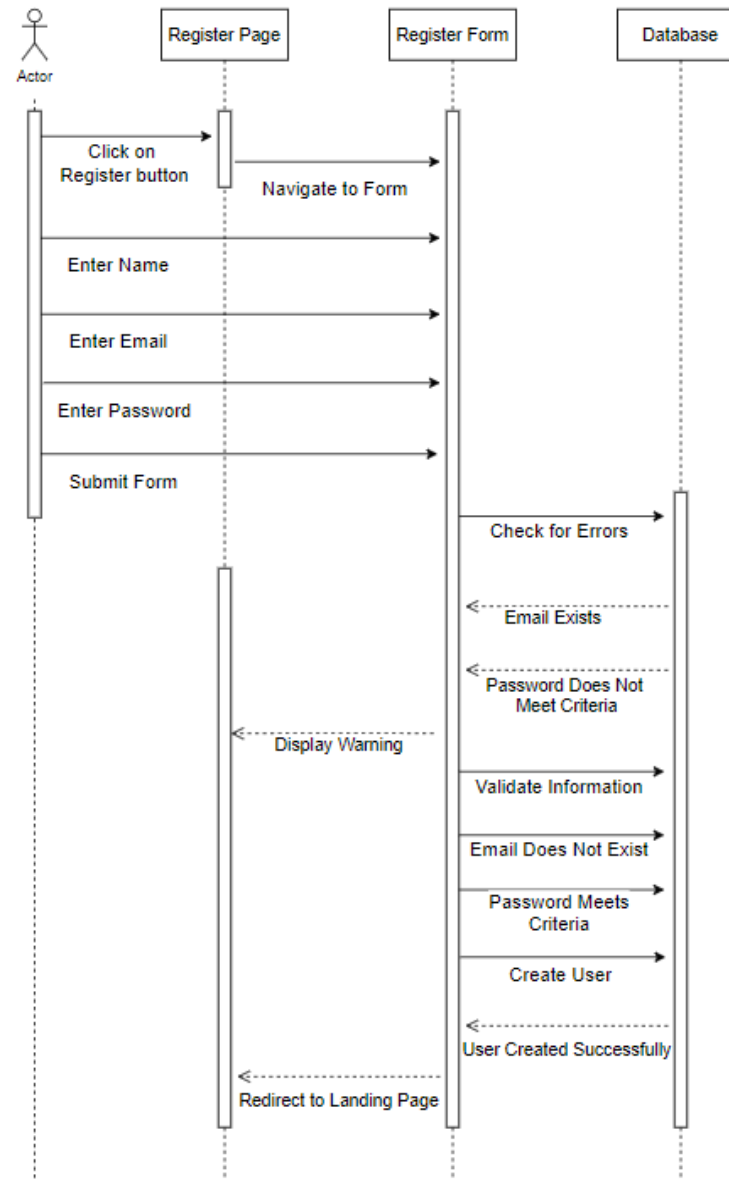 Register Page
Register Form
Database
Actor
Click on
Register button
Navigate to Form
Enter Name
Enter Email
Enter Password
Submit Form
Check for Errors
Email Exists
Password Does Not
Meet Criteria
Display Warning
Validate Information
Email Does Not Exist
Password Meets
Criteria
Create User
User Created Successfully
Redirect to Landing Page